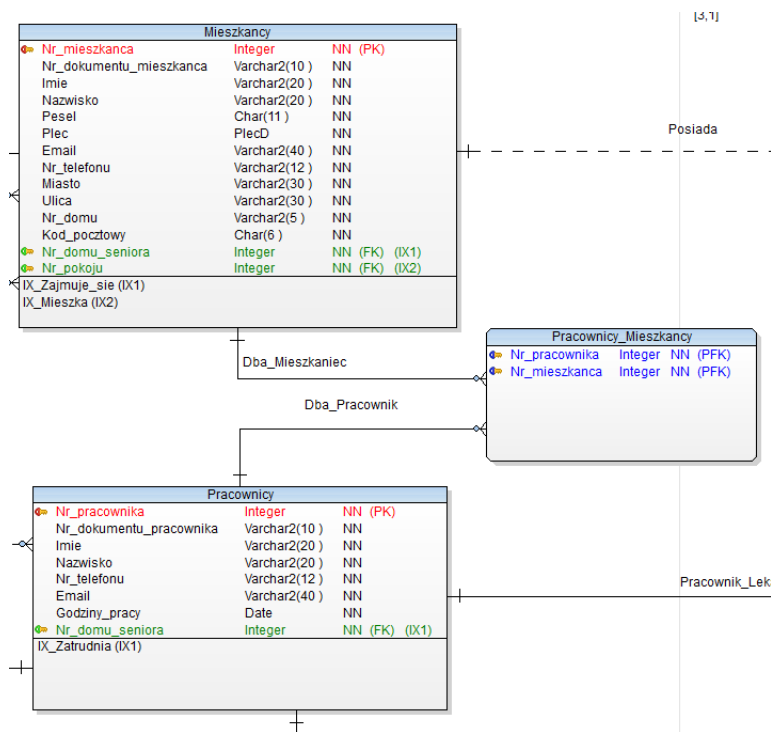 [3,1]
Mieszkancy
Nr_mieszkanca Integer NN (PK)
Nr_dokumentu_mieszkanca Varchar2(10 ) NN
Imie Varchar2(20 ) NN
Nazwisko Varchar2(20 ) NN
Pesel Char(11 ) NN
Plec PlecD NN
Email Varchar2(40 ) NN
Nr_telefonu Varchar2(12 ) NN
Miasto Varchar2(30 ) NN
Ulica Varchar2(30 ) NN
Nr_domu Varchar2(5 ) NN
Kod_pocztowy Char(6 ) NN
Nr_domu_seniora Integer NN (FK) (IX1)
Nr_pokoju Integer NN (FK) (IX2)
IX_Zajmuje_sie (IX1)
IX_Mieszka (IX2)
Posiada
Dba_Mieszkaniec
Pracownicy_Mieszkancy
Nr_pracownika Integer NN (PFK)
Nr_mieszkanca Integer NN (PFK)
Dba_Pracownik
Pracownicy
Nr_pracownika Integer NN (PK)
Nr_dokumentu_pracownika Varchar2(10 ) NN
Imie Varchar2(20 ) NN
Nazwisko Varchar2(20 ) NN
Nr_telefonu Varchar2(12 ) NN
Email Varchar2(40 ) NN
Godziny_pracy Date NN
Nr_domu_seniora Integer NN (FK) (IX1)
IX_Zatrudnia (IX1)
Pracownik_Leka